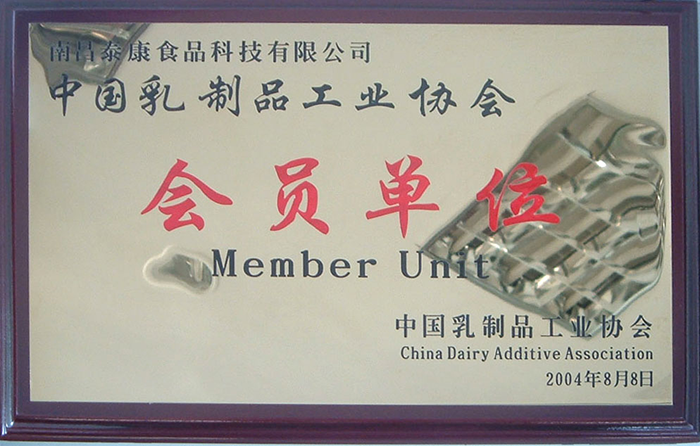 南昌泰康食品科技有限公司
中国乳制品工业协会
会员单位
Member Unit
中国乳制品工业协会
China Dairy Additive Association
2004年8月8日